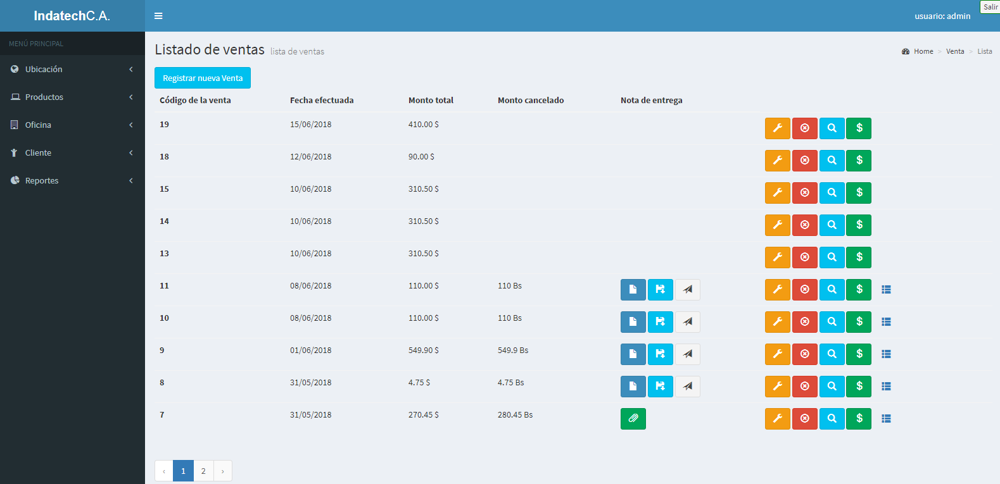 IndatechC.A.
usuario: admin
Salir
MENÚ PRINCIPAL
Ubicación
Productos
Oficina
Cliente
Reportes
Listado de ventas lista de ventas
Home > Venta > Lista
Registrar nueva Venta
Código de la venta Fecha efectuada Monto total Monto cancelado Nota de entrega
19 15/06/2018 410.00 $ $
18 12/06/2018 90.00 $ $
15 10/06/2018 310.50 $ $
14 10/06/2018 310.50 $ $
13 10/06/2018 310.50 $ $
11 08/06/2018 110.00 $ 110 Bs $
10 08/06/2018 110.00 $ 110 Bs $
9 01/06/2018 549.90 $ 549.9 Bs $
8 31/05/2018 4.75 $ 4.75 Bs $
7 31/05/2018 270.45 $ 280.45 Bs $
‹ 1 2 ›